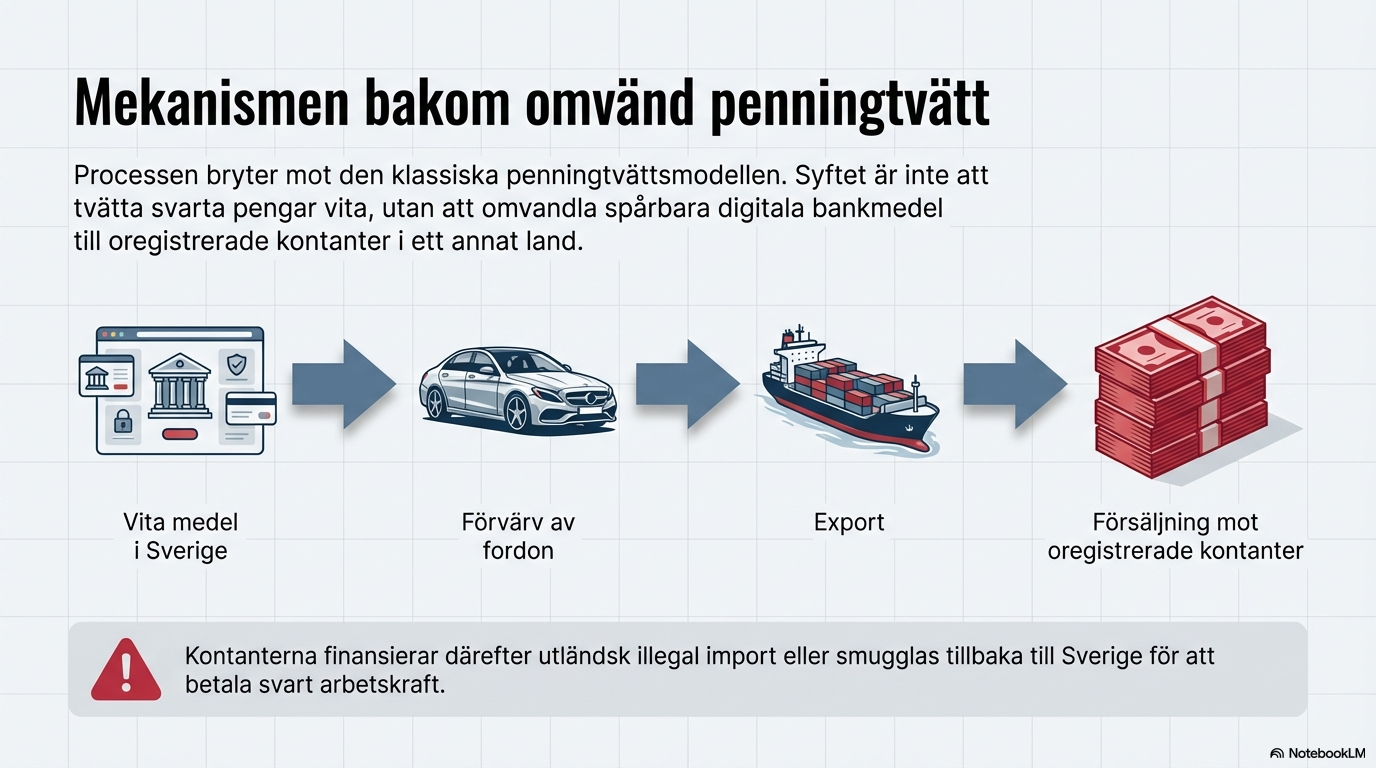 Mekanismen bakom omvänd penningtvätt
Processen bryter mot den klassiska penningtvättsmodellen. Syftet är inte att
tvätta svarta pengar vita, utan att omvandla spårbara digitala bankmedel
till oregistrerade kontanter i ett annat land.
Vita medel
i Sverige
Förvärv av
fordon
Export
Försäljning mot
oregistrerade kontanter
Kontanterna finansierar därefter utländsk illegal import eller smugglas tillbaka till Sverige för att
betala svart arbetskraft.
NotebookLM